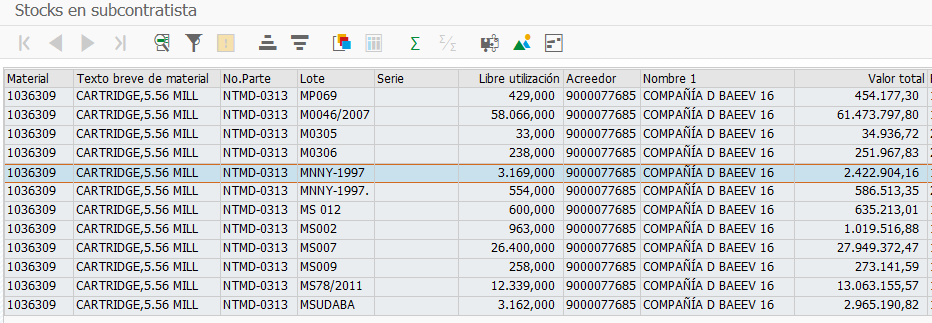 Stocks en subcontratista
Material Texto breve de material No.Parte Lote Serie Libre utilización Acreedor Nombre 1 Valor total
1036309 CARTRIDGE,5.56 MILL NTMD-0313 MP069 429,000 9000077685 COMPAÑÍA D BAEEV 16 454.177,30
1036309 CARTRIDGE,5.56 MILL NTMD-0313 M0046/2007 58.066,000 9000077685 COMPAÑÍA D BAEEV 16 61.473.797,80
1036309 CARTRIDGE,5.56 MILL NTMD-0313 M0305 33,000 9000077685 COMPAÑÍA D BAEEV 16 34.936,72
1036309 CARTRIDGE,5.56 MILL NTMD-0313 M0306 238,000 9000077685 COMPAÑÍA D BAEEV 16 251.967,83
1036309 CARTRIDGE,5.56 MILL NTMD-0313 MNNY-1997 3.169,000 9000077685 COMPAÑÍA D BAEEV 16 2.422.904,16
1036309 CARTRIDGE,5.56 MILL NTMD-0313 MNNY-1997. 554,000 9000077685 COMPAÑÍA D BAEEV 16 586.513,35
1036309 CARTRIDGE,5.56 MILL NTMD-0313 MS 012 600,000 9000077685 COMPAÑÍA D BAEEV 16 635.213,01
1036309 CARTRIDGE,5.56 MILL NTMD-0313 MS002 963,000 9000077685 COMPAÑÍA D BAEEV 16 1.019.516,88
1036309 CARTRIDGE,5.56 MILL NTMD-0313 MS007 26.400,000 9000077685 COMPAÑÍA D BAEEV 16 27.949.372,47
1036309 CARTRIDGE,5.56 MILL NTMD-0313 MS009 258,000 9000077685 COMPAÑÍA D BAEEV 16 273.141,59
1036309 CARTRIDGE,5.56 MILL NTMD-0313 MS78/2011 12.339,000 9000077685 COMPAÑÍA D BAEEV 16 13.063.155,57
1036309 CARTRIDGE,5.56 MILL NTMD-0313 MSUDABA 3.162,000 9000077685 COMPAÑÍA D BAEEV 16 2.965.190,82